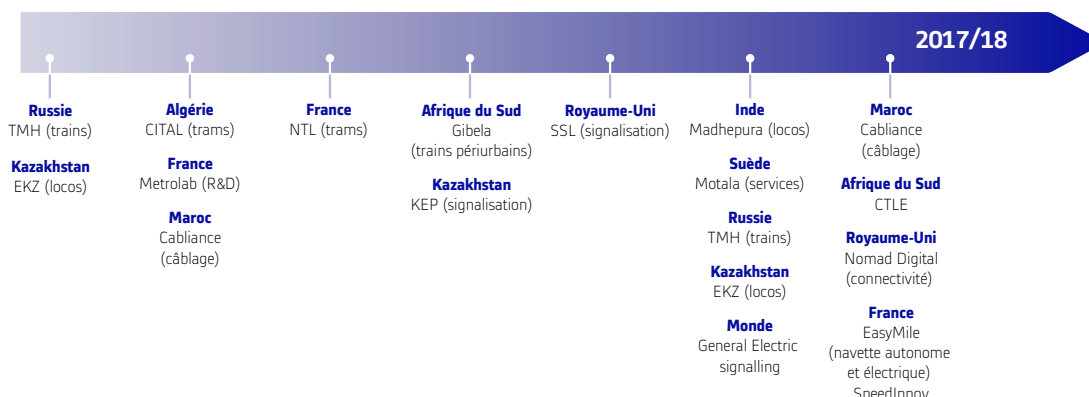 2017/18
Russie
TMH (trains)
Kazakhstan
EKZ (locos)
Algérie
CITAL (trams)
France
Metrolab (R&D)
Maroc
Cabliance
(câblage)
France
NTL (trams)
Afrique du Sud
Gibela
(trains périurbains)
Kazakhstan
KEP (signalisation)
Royaume-Uni
SSL (signalisation)
Inde
Madhepura (locos)
Suède
Motala (services)
Russie
TMH (trains)
Kazakhstan
EKZ (locos)
Monde
General Electric
signalling
Maroc
Cabliance
(câblage)
Afrique du Sud
CTLE
Royaume-Uni
Nomad Digital
(connectivité)
France
EasyMile
(navette autonome
et électrique)
SpeedInnov